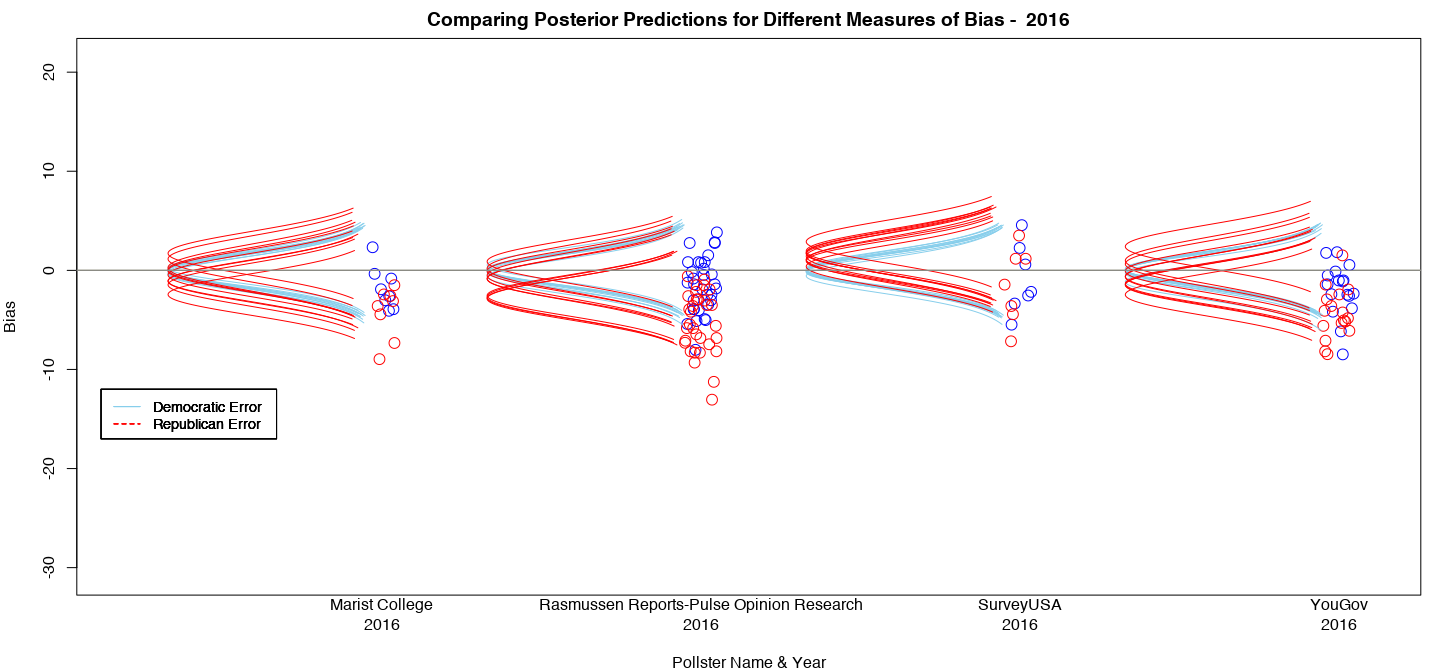 Comparing Posterior Predictions for Different Measures of Bias - 2016
Bias
20
10
0
-10
-20
-30
Democratic Error
Republican Error
Marist College
2016
Rasmussen Reports-Pulse Opinion Research
2016
SurveyUSA
2016
YouGov
2016
Pollster Name & Year